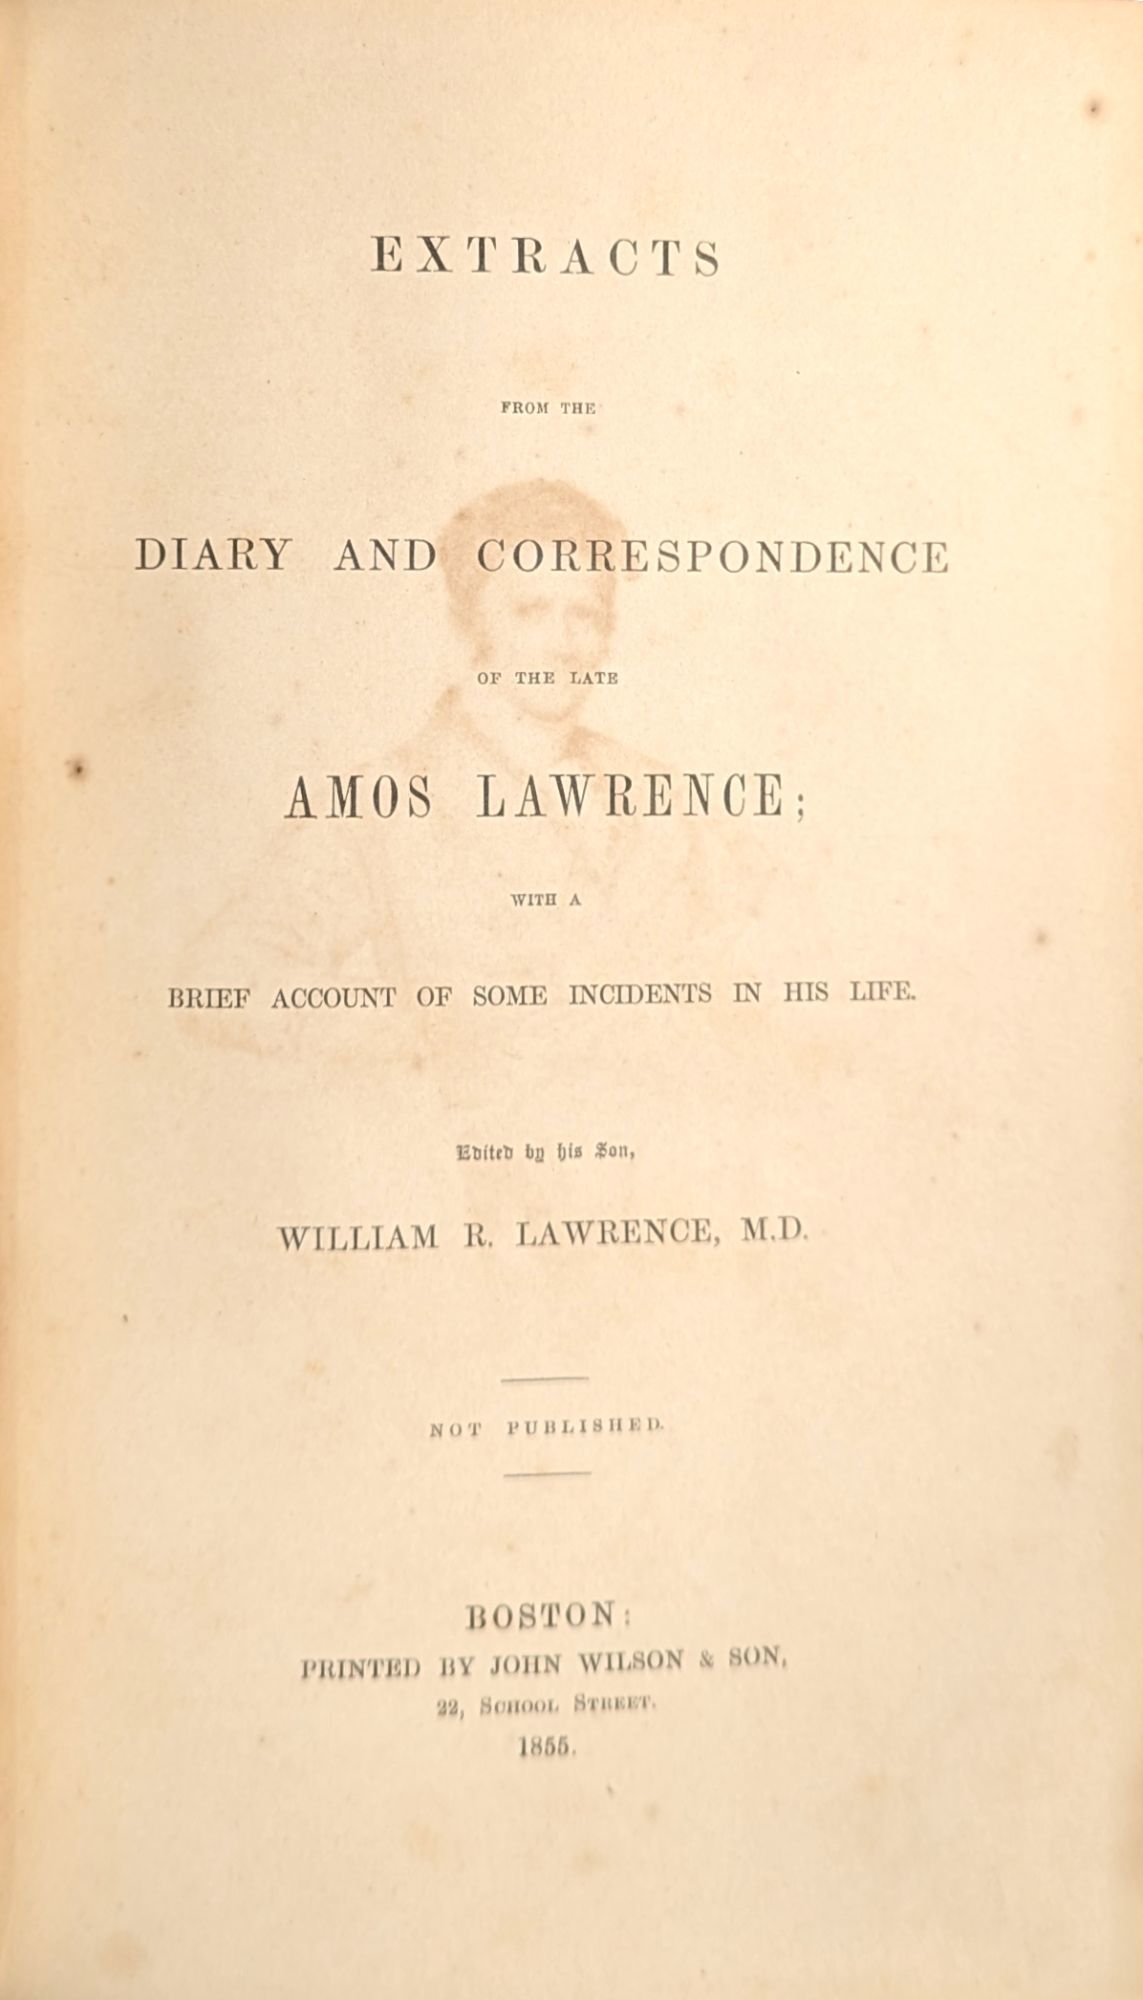 EXTRACTS
FROM THE
DIARY AND CORRESPONDENCE
OF THE LATE
AMOS LAWRENCE;
WITH A
BRIEF ACCOUNT OF SOME INCIDENTS IN HIS LIFE.
Edited by his Son,
WILLIAM R. LAWRENCE, M.D.
NOT PUBLISHED.
BOSTON:
PRINTED BY JOHN WILSON & SON,
22, SCHOOL STREET.
1855.